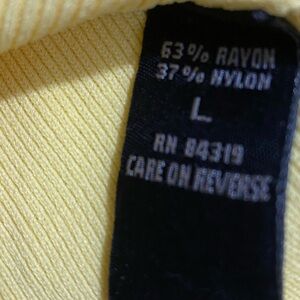 63% RAYON
37% NYLON
L
RN 84319
CARE ON REVERSE